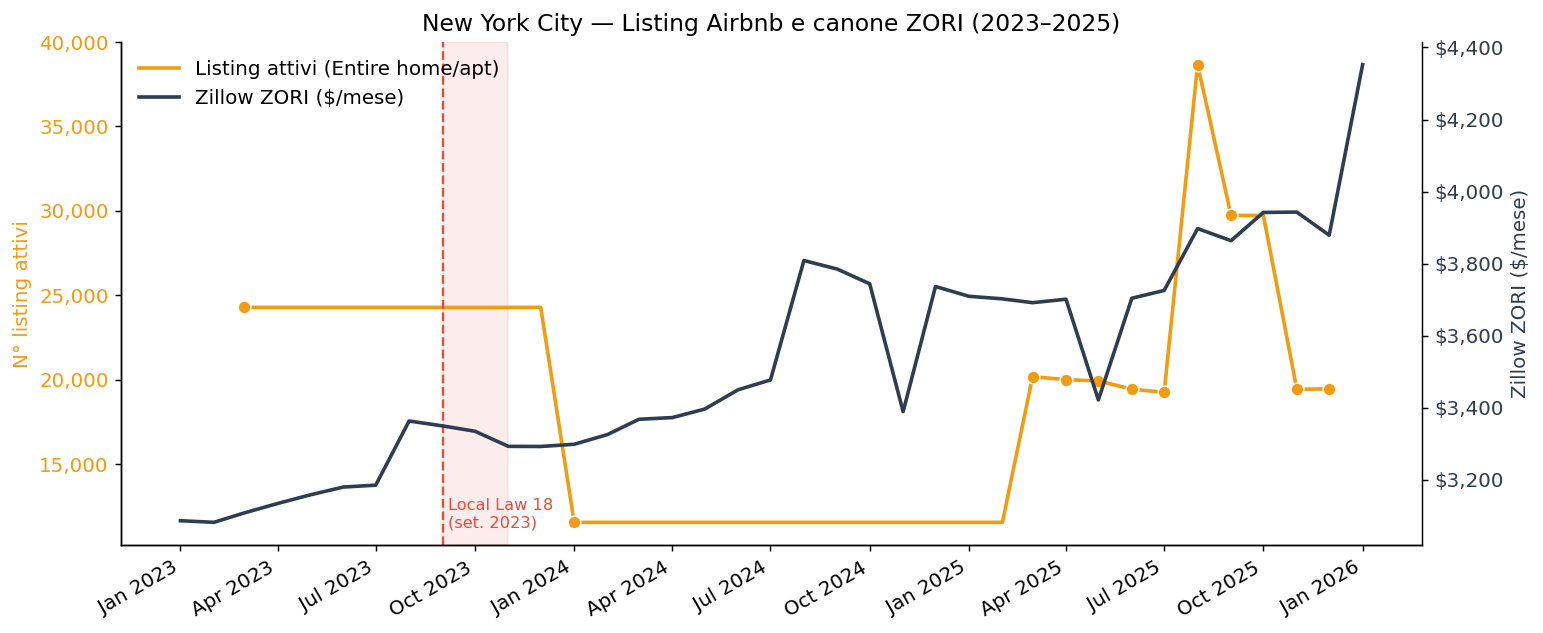 New York City — Listing Airbnb e canone ZORI (2023–2025)
Listing attivi (Entire home/apt)
Zillow ZORI ($/mese)
N° listing attivi
40,000
35,000
30,000
25,000
20,000
15,000
Local Law 18
(set. 2023)
$4,400
$4,200
$4,000
$3,800
$3,600
$3,400
$3,200
Zillow ZORI ($/mese)
Jan 2023
Apr 2023
Jul 2023
Oct 2023
Jan 2024
Apr 2024
Jul 2024
Oct 2024
Jan 2025
Apr 2025
Jul 2025
Oct 2025
Jan 2026